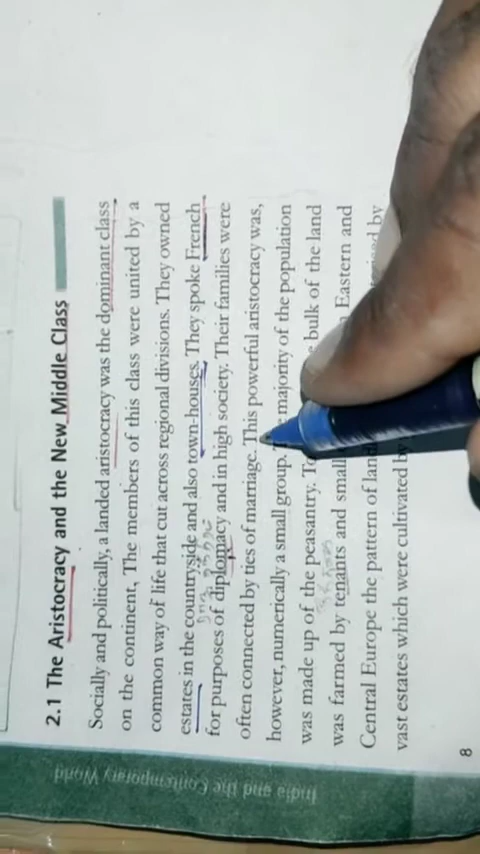 2.1 The Aristocracy and the New Middle Class
Socially and politically, a landed aristocracy was the dominant class
on the continent. The members of this class were united by a
common way of life that cut across regional divisions. They owned
estates in the countryside and also town-houses. They spoke French
for purposes of diplomacy and in high society. Their families were
often connected by ties of marriage. This powerful aristocracy was,
however, numerically a small group. majority of the population
was made up of the peasantry. bulk of the land
was farmed by tenants and small Eastern and
Central Europe the pattern of by
vast estates which were cultivated by
8
India and the Contemporary World